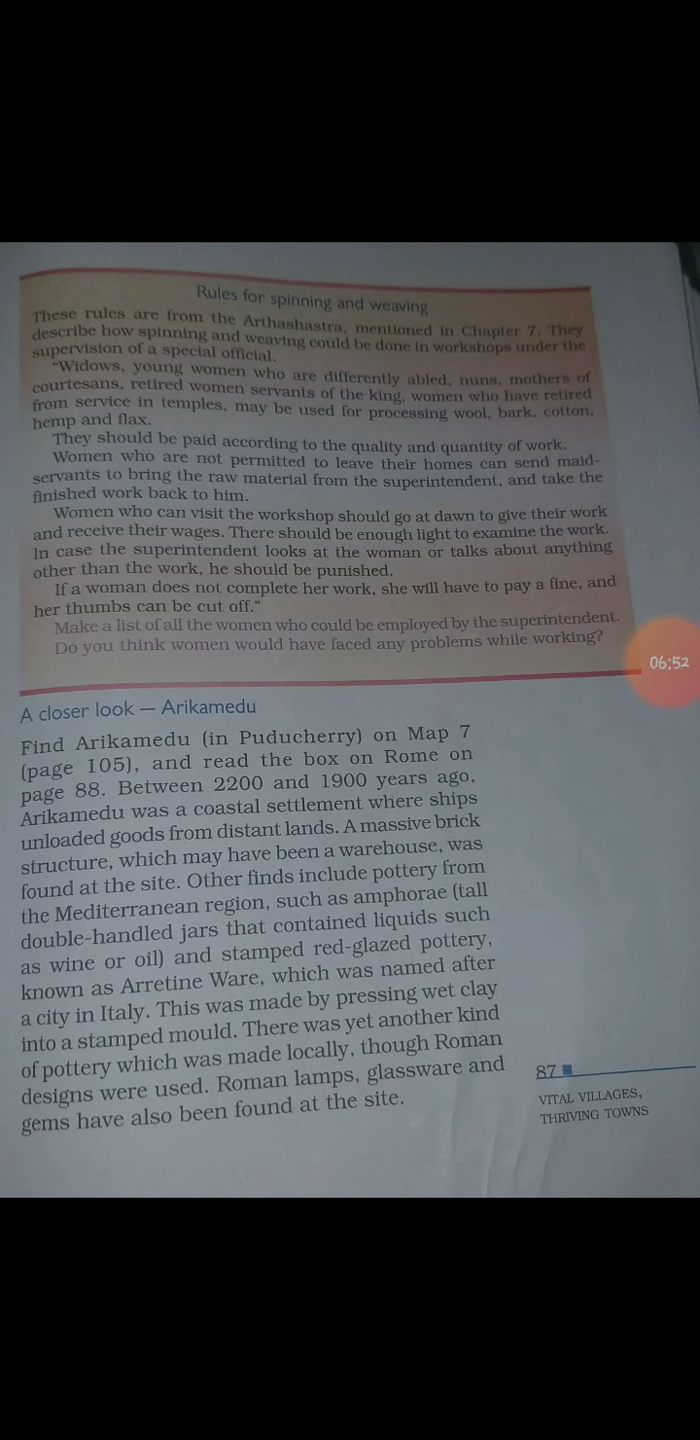 Rules for spinning and weaving
These rules are from the Arthashastra, mentioned in Chapter 7. They
describe how spinning and weaving could be done in workshops under the
supervision of a special official.
"Widows, young women who are differently abled, nuns, mothers of
courtesans, retired women servants of the king, women who have retired
from service in temples, may be used for processing wool, bark, cotton,
hemp and flax.
They should be paid according to the quality and quantity of work.
Women who are not permitted to leave their homes can send maid-
servants to bring the raw material from the superintendent, and take the
finished work back to him.
Women who can visit the workshop should go at dawn to give their work
and receive their wages. There should be enough light to examine the work.
In case the superintendent looks at the woman or talks about anything
other than the work, he should be punished.
If a woman does not complete her work, she will have to pay a fine, and
her thumbs can be cut off."
Make a list of all the women who could be employed by the superintendent.
Do you think women would have faced any problems while working?
06:52
A closer look — Arikamedu
Find Arikamedu (in Puducherry) on Map 7
(page 105), and read the box on Rome on
page 88. Between 2200 and 1900 years ago,
Arikamedu was a coastal settlement where ships
unloaded goods from distant lands. A massive brick
structure, which may have been a warehouse, was
found at the site. Other finds include pottery from
the Mediterranean region, such as amphorae (tall
double-handled jars that contained liquids such
as wine or oil) and stamped red-glazed pottery,
known as Arretine Ware, which was named after
a city in Italy. This was made by pressing wet clay
into a stamped mould. There was yet another kind
of pottery which was made locally, though Roman
designs were used. Roman lamps, glassware and
gems have also been found at the site.
87
VITAL VILLAGES,
THRIVING TOWNS